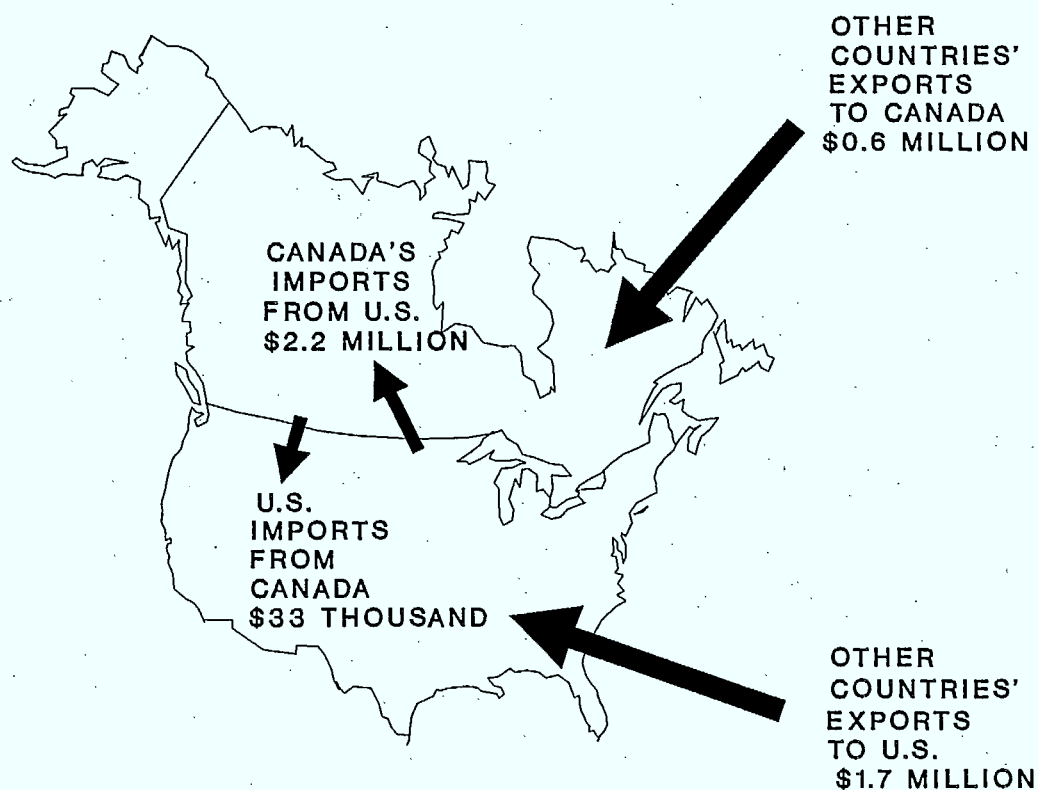 OTHER
COUNTRIES'
EXPORTS
TO CANADA
$0.6 MILLION
CANADA'S
IMPORTS
FROM U.S.
$2.2 MILLION
U.S.
IMPORTS
FROM
CANADA
$33 THOUSAND
OTHER
COUNTRIES'
EXPORTS
TO U.S.
$1.7 MILLION